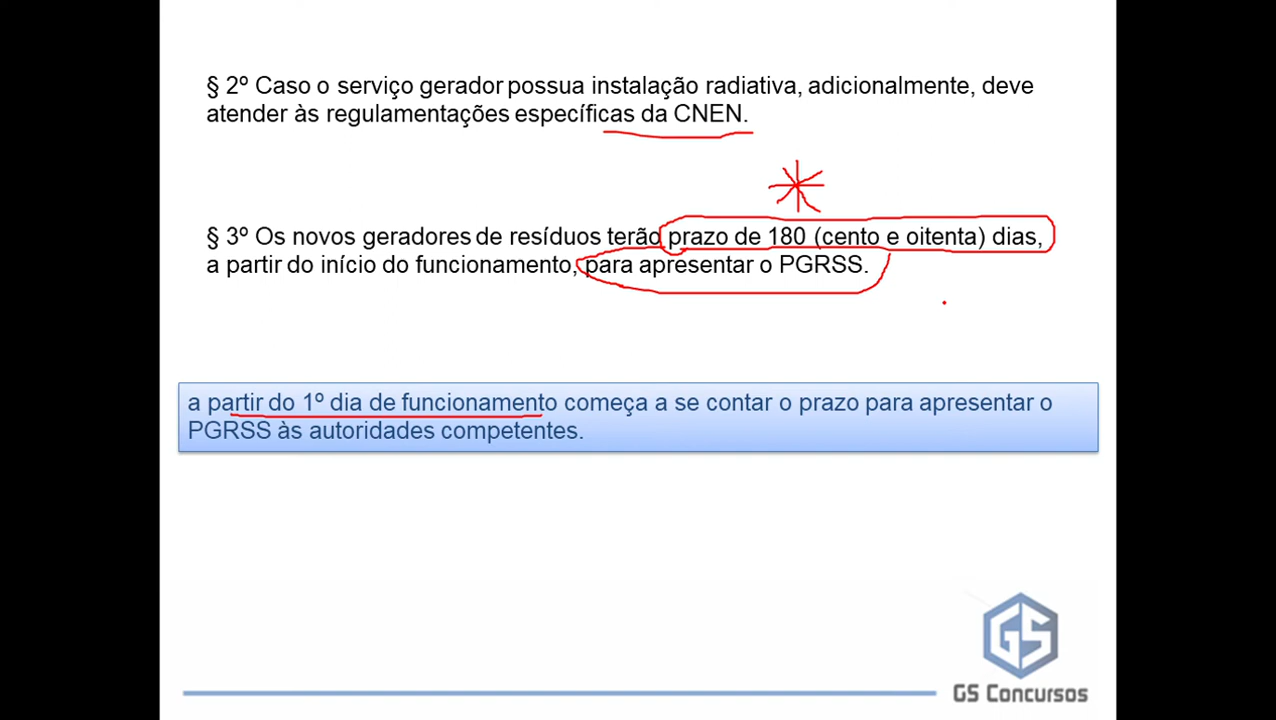 § 2º Caso o serviço gerador possua instalação radiativa, adicionalmente, deve
atender às regulamentações específicas da CNEN.
§ 3º Os novos geradores de resíduos terão prazo de 180 (cento e oitenta) dias,
a partir do início do funcionamento, para apresentar o PGRSS.
a partir do 1º dia de funcionamento começa a se contar o prazo para apresentar o
PGRSS às autoridades competentes.
GS
GS Concursos